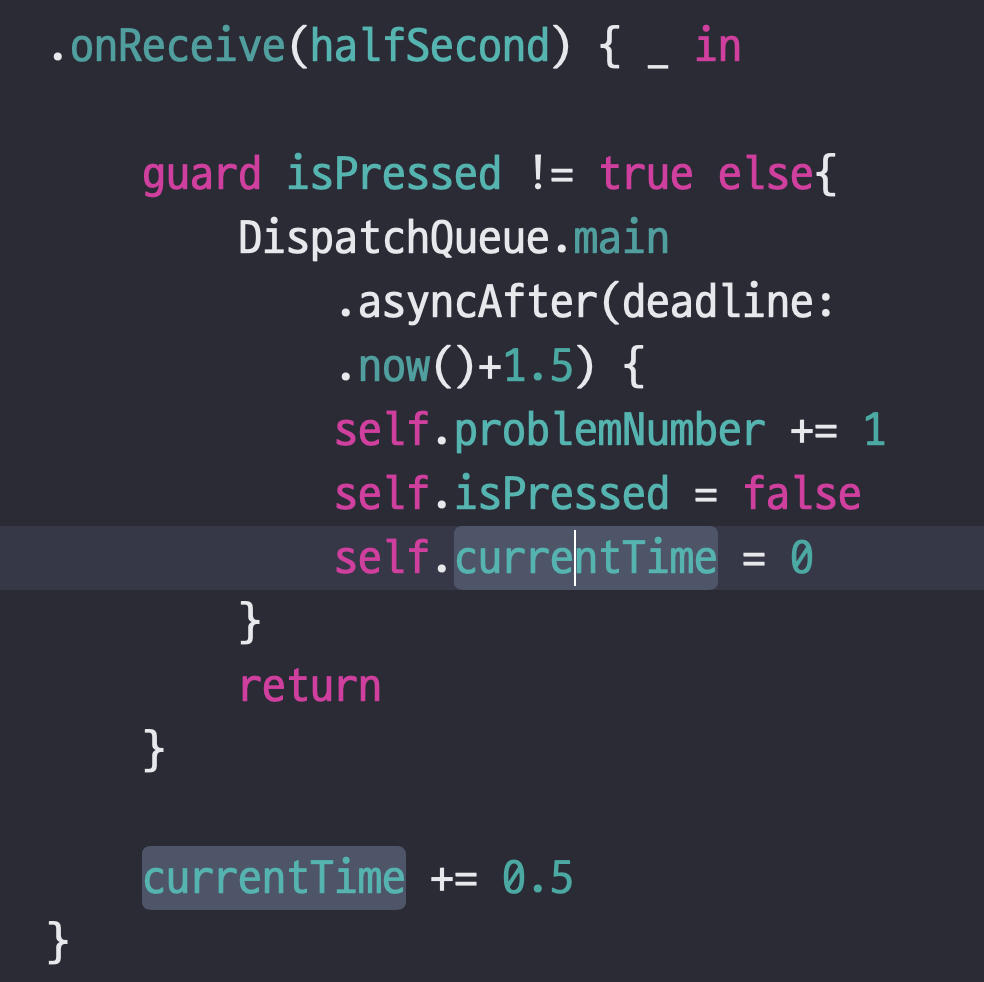 .onReceive(halfSecond) { _ in
guard isPressed != true else{
DispatchQueue.main
.asyncAfter(deadline:
.now()+1.5) {
self.problemNumber += 1
self.isPressed = false
self.currentTime = 0
}
return
}
currentTime += 0.5
}